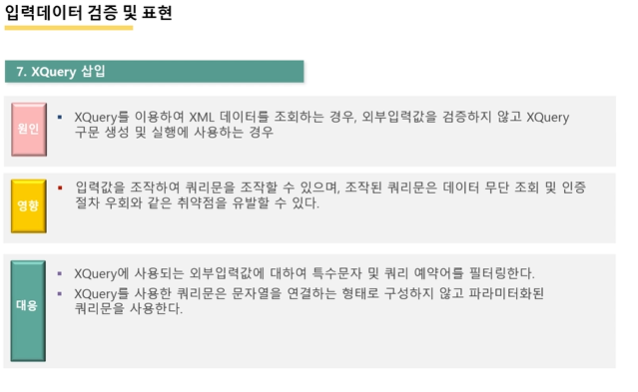 입력데이터 검증 및 표현
7. XQuery 삽입
원인
▪ XQuery를 이용하여 XML 데이터를 조회하는 경우, 외부입력값을 검증하지 않고 XQuery
구문 생성 및 실행에 사용하는 경우
영향
▪ 입력값을 조작하여 쿼리문을 조작할 수 있으며, 조작된 쿼리문은 데이터 무단 조회 및 인증
절차 우회와 같은 취약점을 유발할 수 있다.
대응
▪ XQuery에 사용되는 외부입력값에 대하여 특수문자 및 쿼리 예약어를 필터링한다.
▪ XQuery를 사용한 쿼리문은 문자열을 연결하는 형태로 구성하지 않고 파라미터화된
쿼리문을 사용한다.